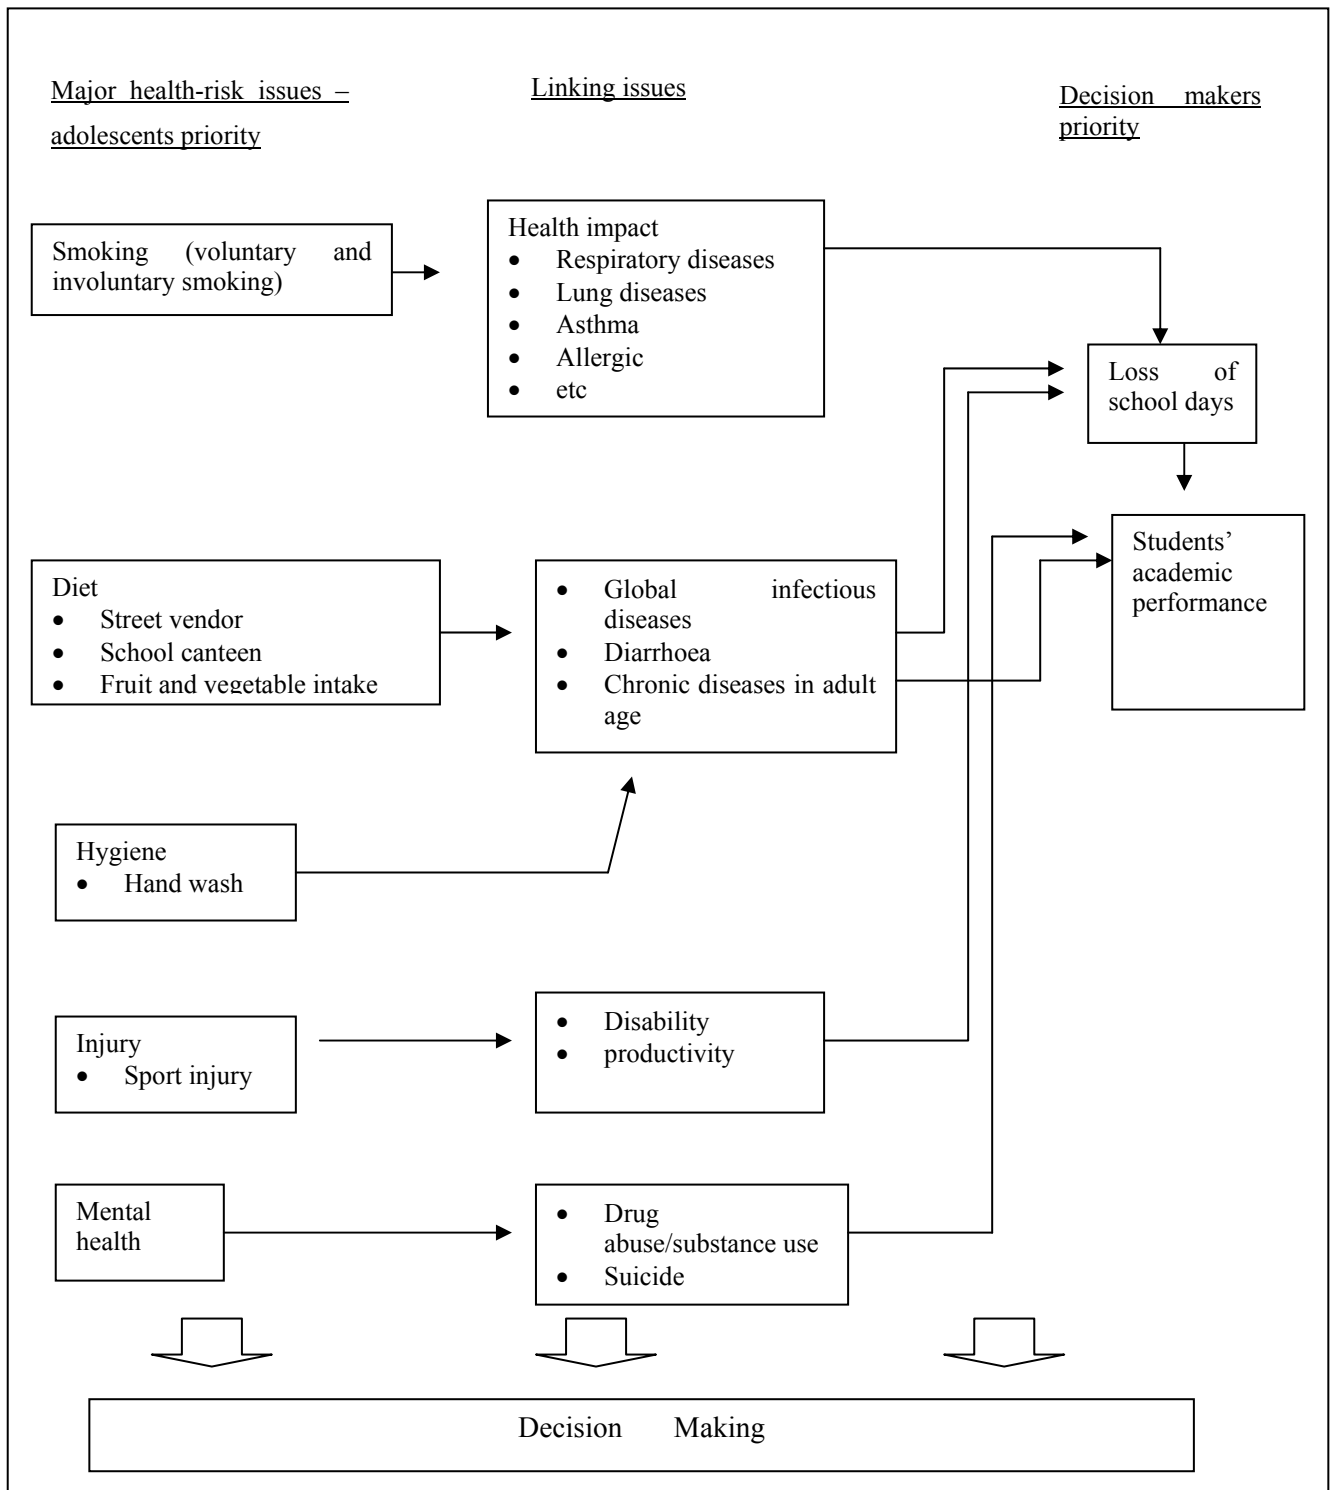 Major health-risk issues –
adolescents priority
Linking issues
Decision makers
priority
Smoking (voluntary and
involuntary smoking)
Health impact
• Respiratory diseases
• Lung diseases
• Asthma
• Allergic
• etc
Loss of
school days
Students’
academic
performance
Diet
• Street vendor
• School canteen
• Fruit and vegetable intake
• Global infectious
diseases
• Diarrhoea
• Chronic diseases in adult
age
Hygiene
• Hand wash
Injury
• Sport injury
• Disability
• productivity
Mental
health
• Drug
abuse/substance use
• Suicide
Decision Making